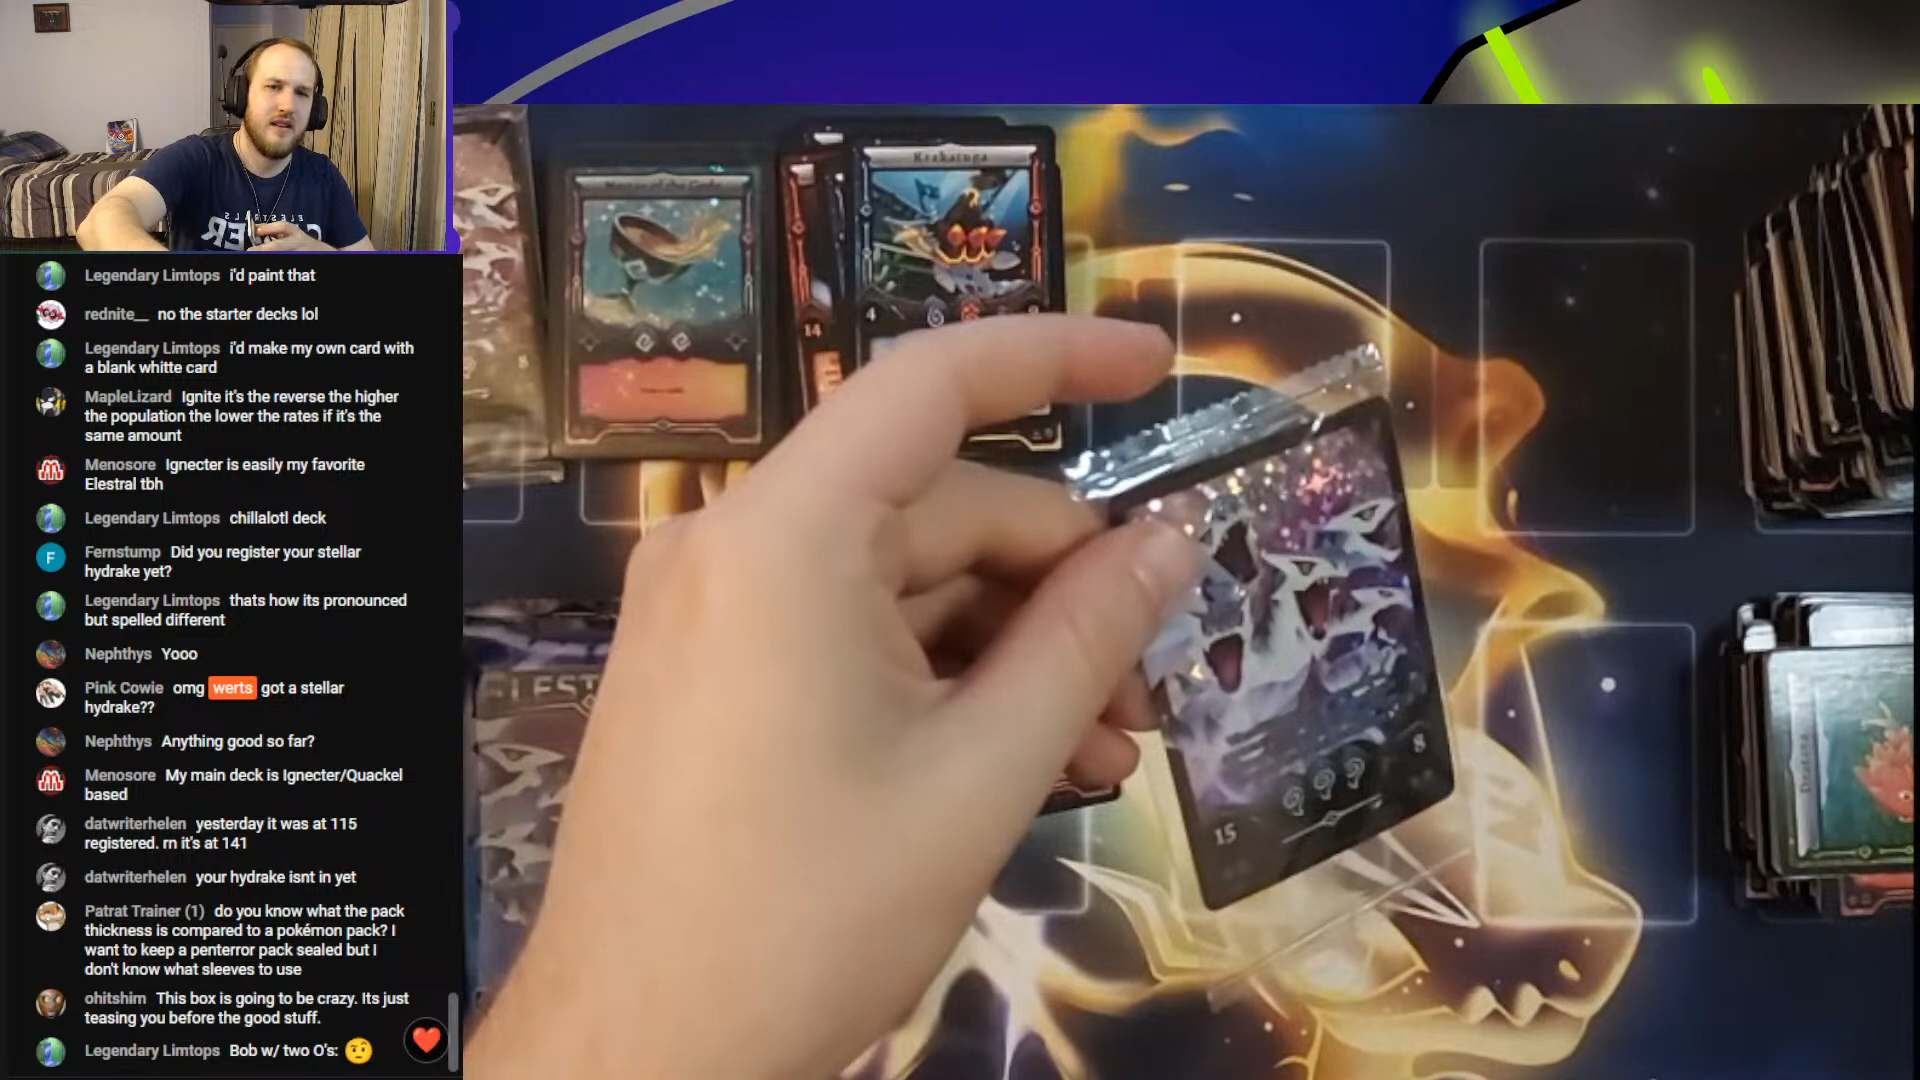 Legendary Limtops i'd paint that
rednite__ no the starter decks lol
Legendary Limtops i'd make my own card with
a blank whitte card
MapleLizard Ignite it's the reverse the higher
the population the lower the rates if it's the
same amount
Menosore Ignecter is easily my favorite
Elestral tbh
Legendary Limtops chillalotl deck
Fernstump Did you register your stellar
hydrake yet?
Legendary Limtops thats how its pronounced
but spelled different
Nephthys Yooo
Pink Cowie omg werts got a stellar
hydrake??
Nephthys Anything good so far?
Menosore My main deck is Ignecter/Quackel
based
datwriterhelen yesterday it was at 115
registered. rn it's at 141
datwriterhelen your hydrake isnt in yet
Patrat Trainer (1) do you know what the pack
thickness is compared to a pokémon pack? I
want to keep a penterror pack sealed but I
don't know what sleeves to use
ohitshim This box is going to be crazy. Its just
teasing you before the good stuff.
Legendary Limtops Bob w/ two O's: 🤨
F
ELESTRALS
Krakatuga
14
4
ELEST
15
8